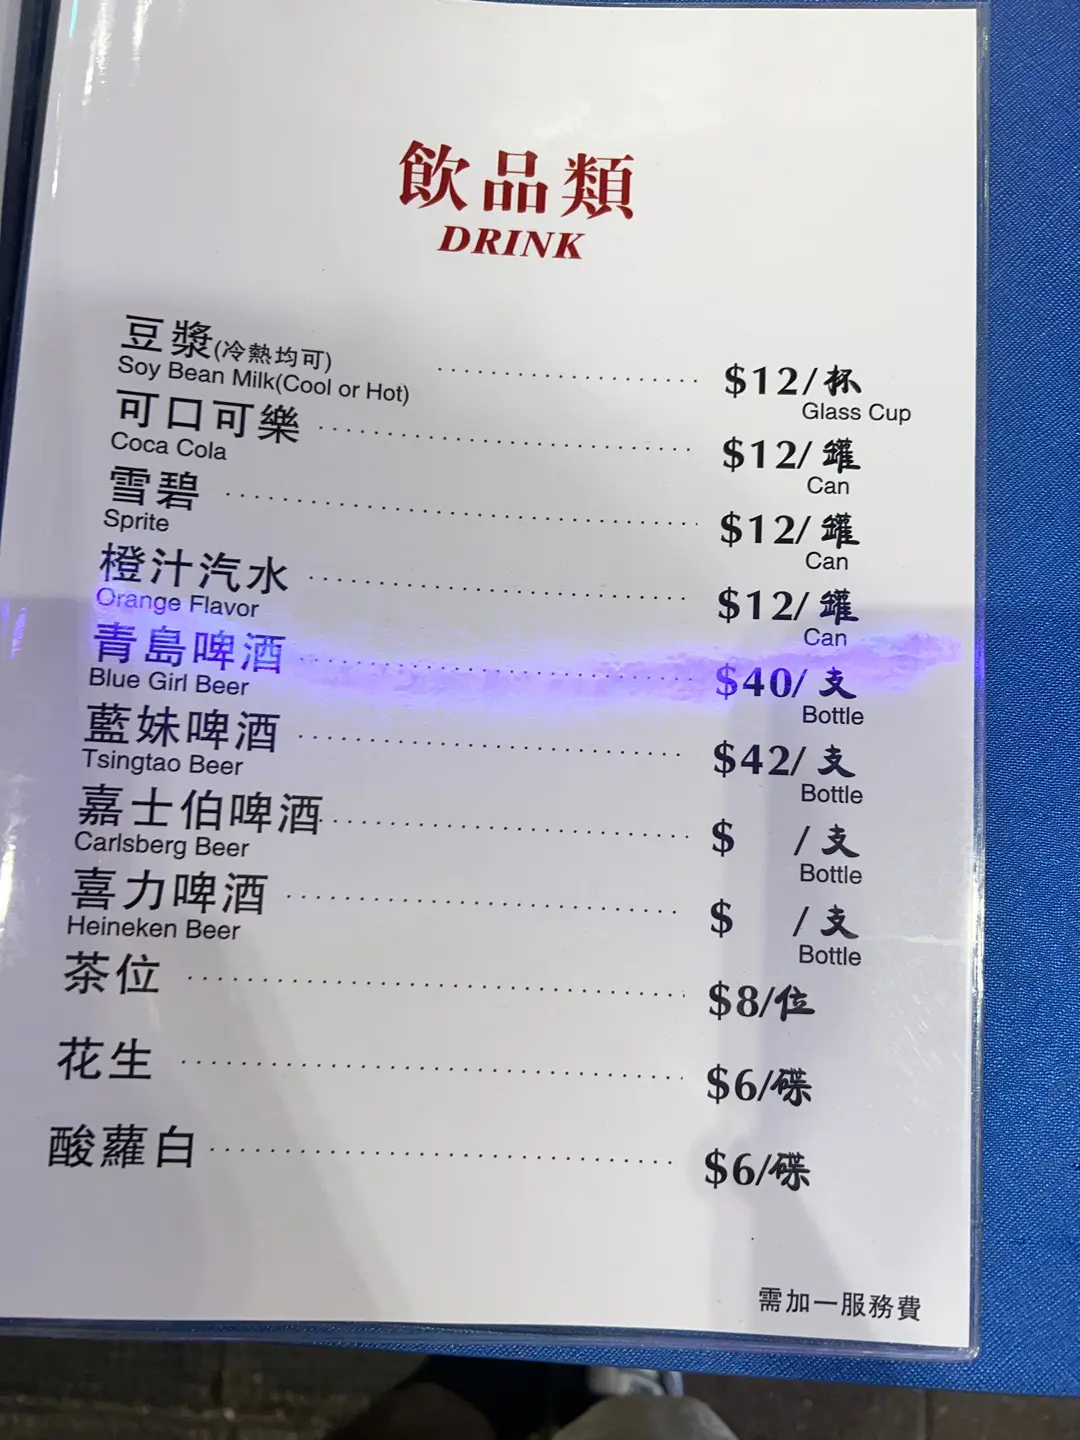 飲品類
DRINK
豆漿(冷熱均可) $12/杯
Soy Bean Milk(Cool or Hot) Glass Cup
可口可樂 $12/罐
Coca Cola Can
雪碧 $12/罐
Sprite Can
橙汁汽水 $12/罐
Orange Flavor Can
青島啤酒 $40/支
Blue Girl Beer Bottle
藍妹啤酒 $42/支
Tsingtao Beer Bottle
嘉士伯啤酒 $ /支
Carlsberg Beer Bottle
喜力啤酒 $ /支
Heineken Beer Bottle
茶位 $8/位
花生 $6/碟
酸蘿白 $6/碟
需加一服務費